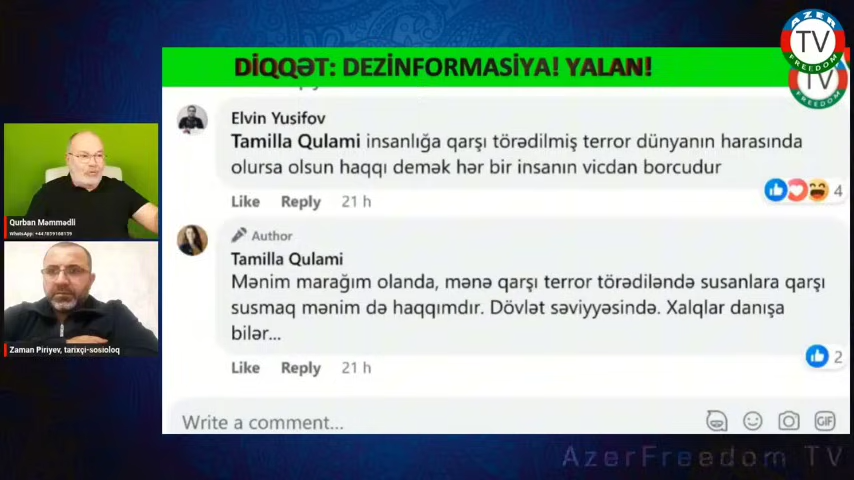 AZER
TV
FREEDOM
TV
FREEDOM
DİQQƏT: DEZİNFORMASİYA! YALAN!
Elvin Yusifov
Tamilla Qulami insanlığa qarşı törədilmiş terror dünyanın harasında
olursa olsun haqqı demək hər bir insanın vicdan borcudur
4
Like Reply 21 h
Author
Tamilla Qulami
Mənim marağım olanda, mənə qarşı terror törədiləndə susanlara qarşı
susmaq mənim də haqqımdır. Dövlət səviyyəsində. Xalqlar danışa
bilər...
2
Like Reply 21 h
Write a comment...
GIF
Qurban Məmmədli
Zaman Piriyev, tarixçi-sosioloq
AzerFreedom TV